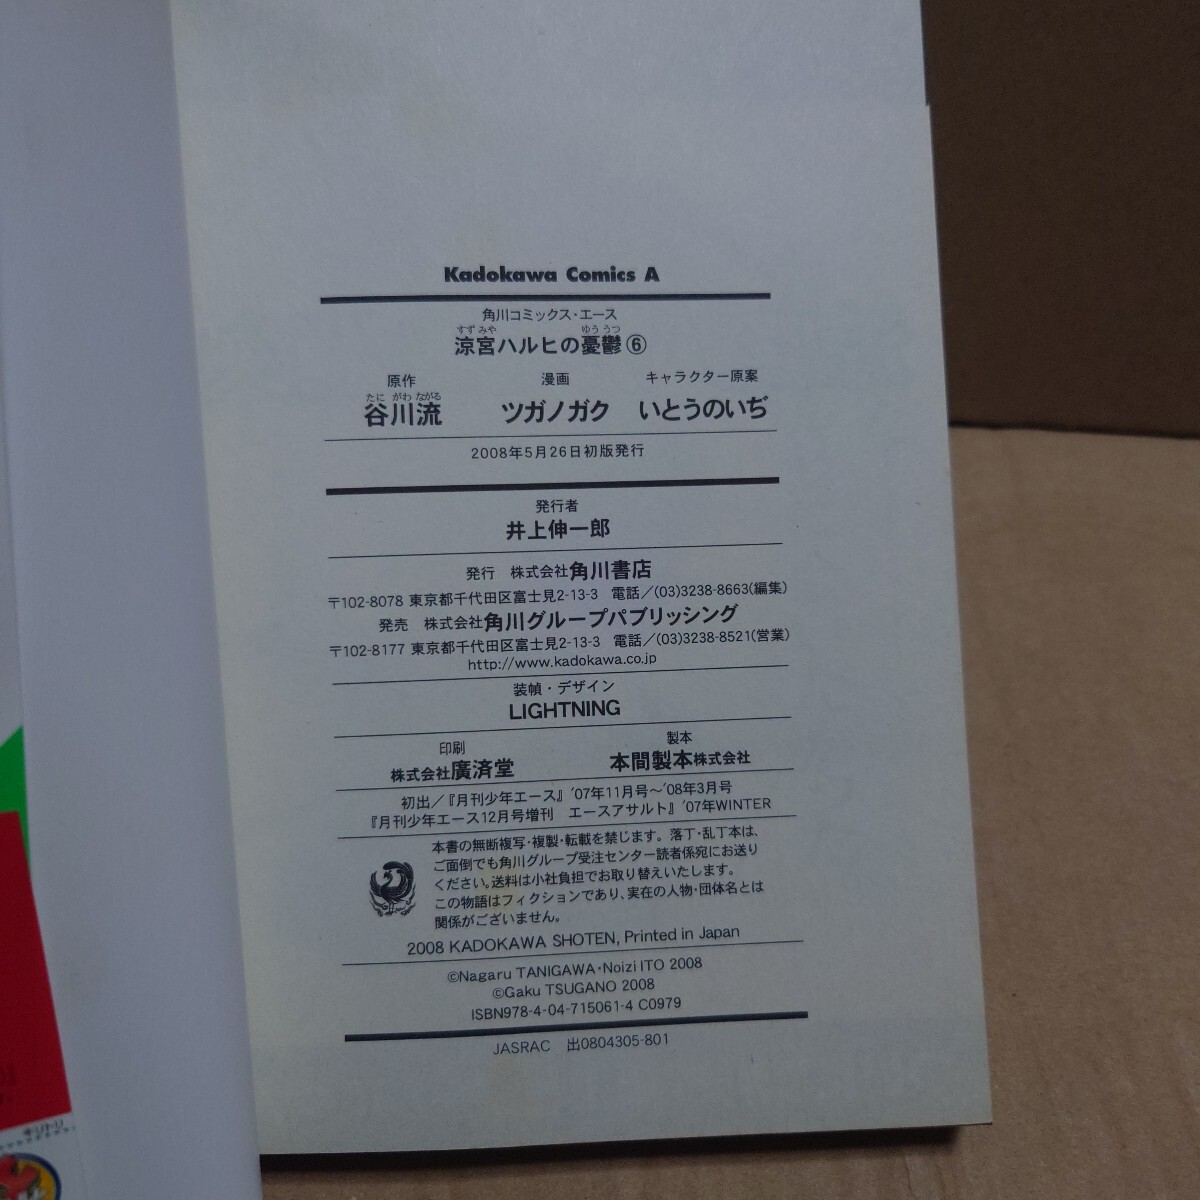 Kadokawa Comics A
角川コミックス・エース
すずみや ゆううつ
涼宮ハルヒの憂鬱⑥
原作 漫画 キャラクター原案
たに がわ ながる
谷川流 ツガノガク いとうのいぢ
2008年5月26日初版発行
発行者
井上伸一郎
発行 株式会社角川書店
〒102-8078 東京都千代田区富士見2-13-3 電話/(03)3238-8663(編集)
発売 株式会社角川グループパブリッシング
〒102-8177 東京都千代田区富士見2-13-3 電話/(03)3238-8521(営業)
http://www.kadokawa.co.jp
装幀・デザイン
LIGHTNING
印刷 製本
株式会社廣済堂 本間製本株式会社
初出/『月刊少年エース』'07年11月号〜'08年3月号
『月刊少年エース12月号増刊 エースアサルト』'07年WINTER
本書の無断複写・複製・転載を禁じます。落丁・乱丁本は、
ご面倒でも角川グループ受注センター読者係宛にお送り
ください。送料は小社負担でお取り替えいたします。
この物語はフィクションであり、実在の人物・団体名とは
関係がございません。
2008 KADOKAWA SHOTEN, Printed in Japan
©Nagaru TANIGAWA・Noizi ITO 2008
©Gaku TSUGANO 2008
ISBN978-4-04-715061-4 C0979
JASRAC 出0804305-801
キリトリ